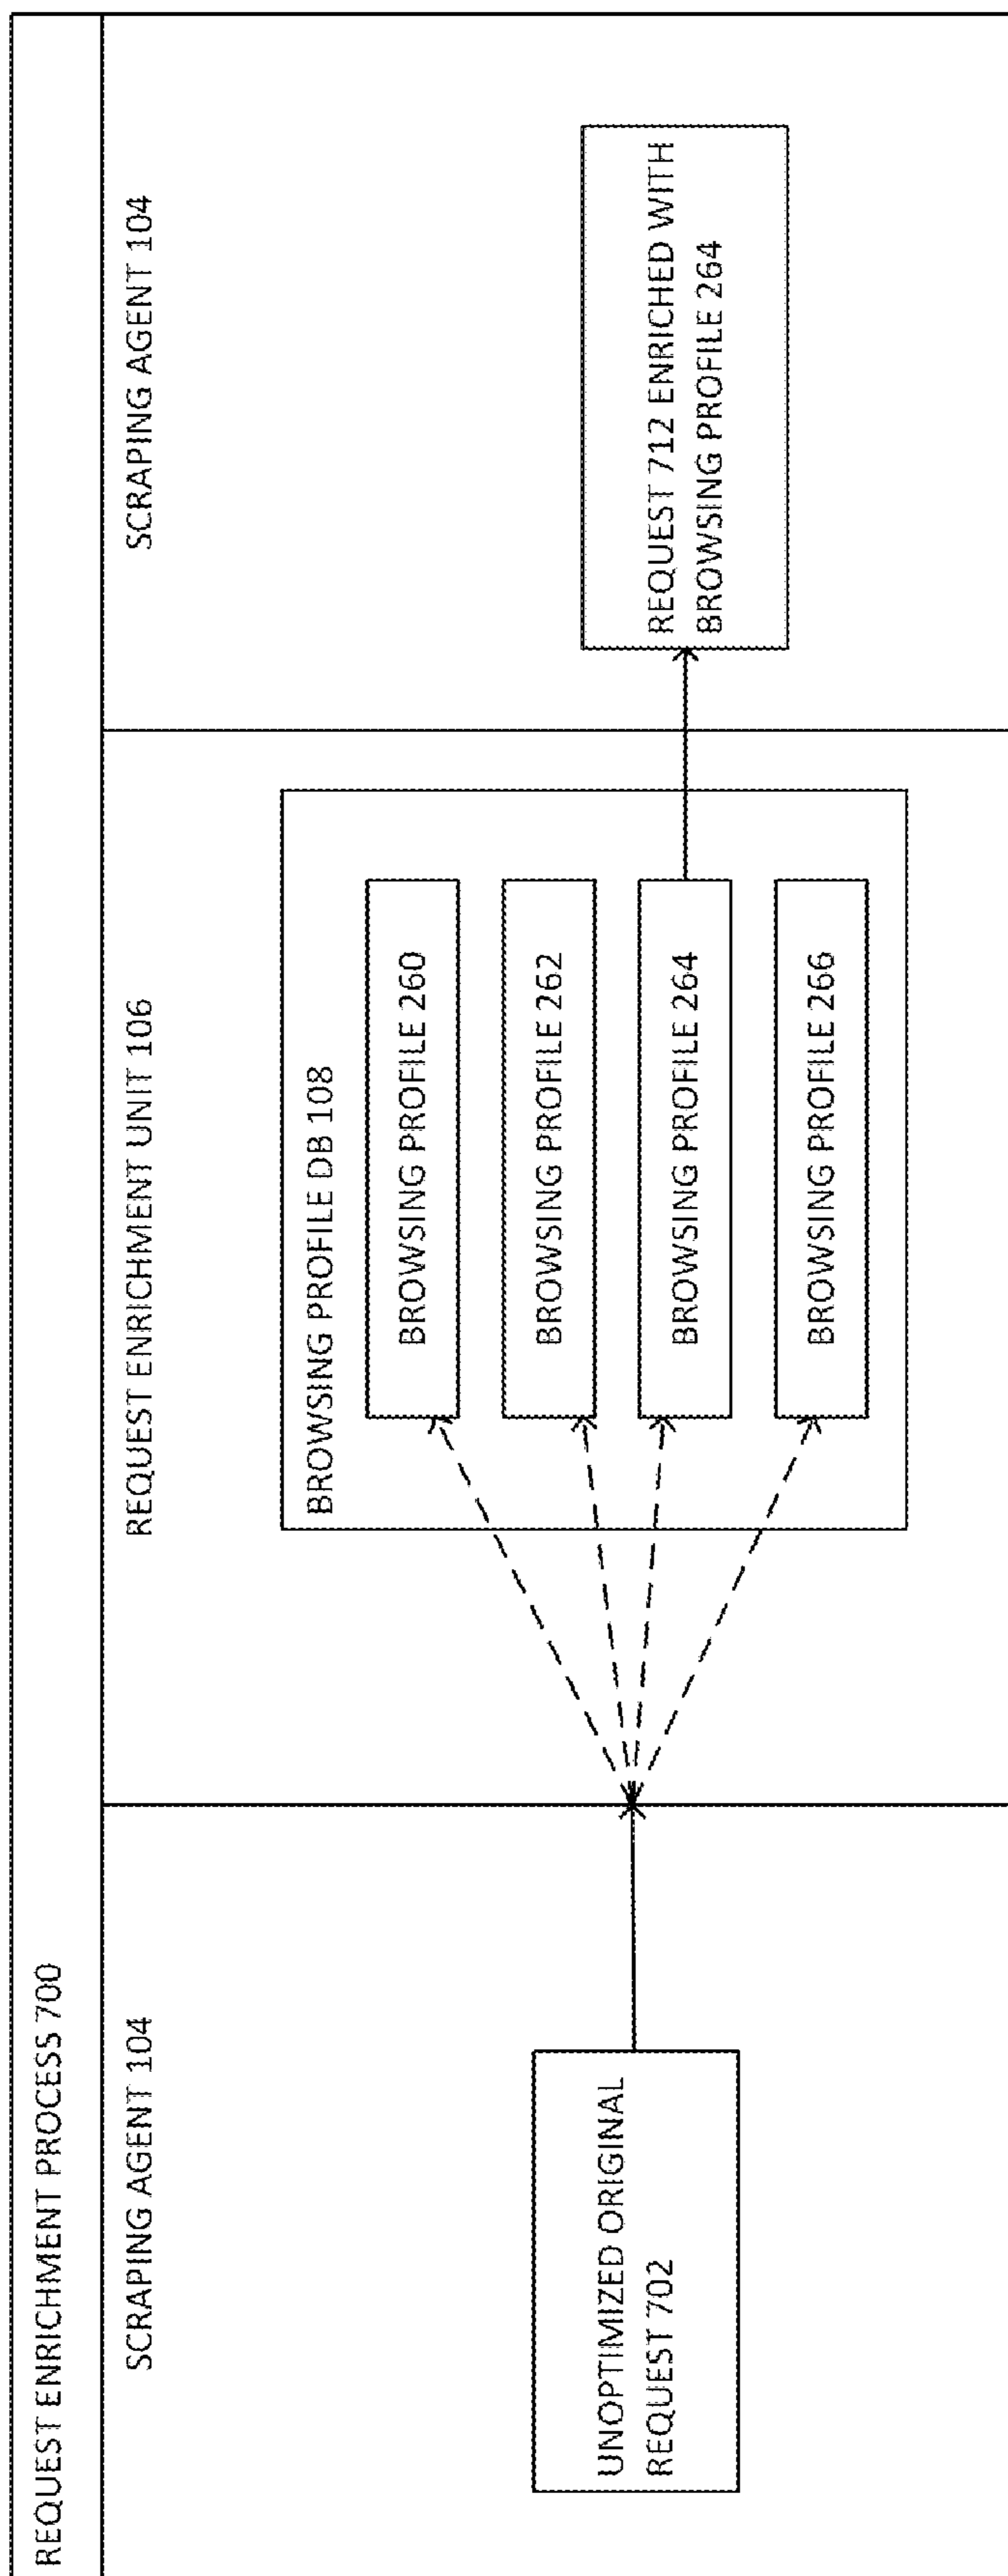 REQUEST ENRICHMENT PROCESS 700
SCRAPING AGENT 104
UNOPTIMIZED ORIGINAL
REQUEST 702
REQUEST ENRICHMENT UNIT 106
BROWSING PROFILE DB 108
BROWSING PROFILE 260
BROWSING PROFILE 262
BROWSING PROFILE 264
BROWSING PROFILE 266
SCRAPING AGENT 104
REQUEST 712 ENRICHED WITH
BROWSING PROFILE 264